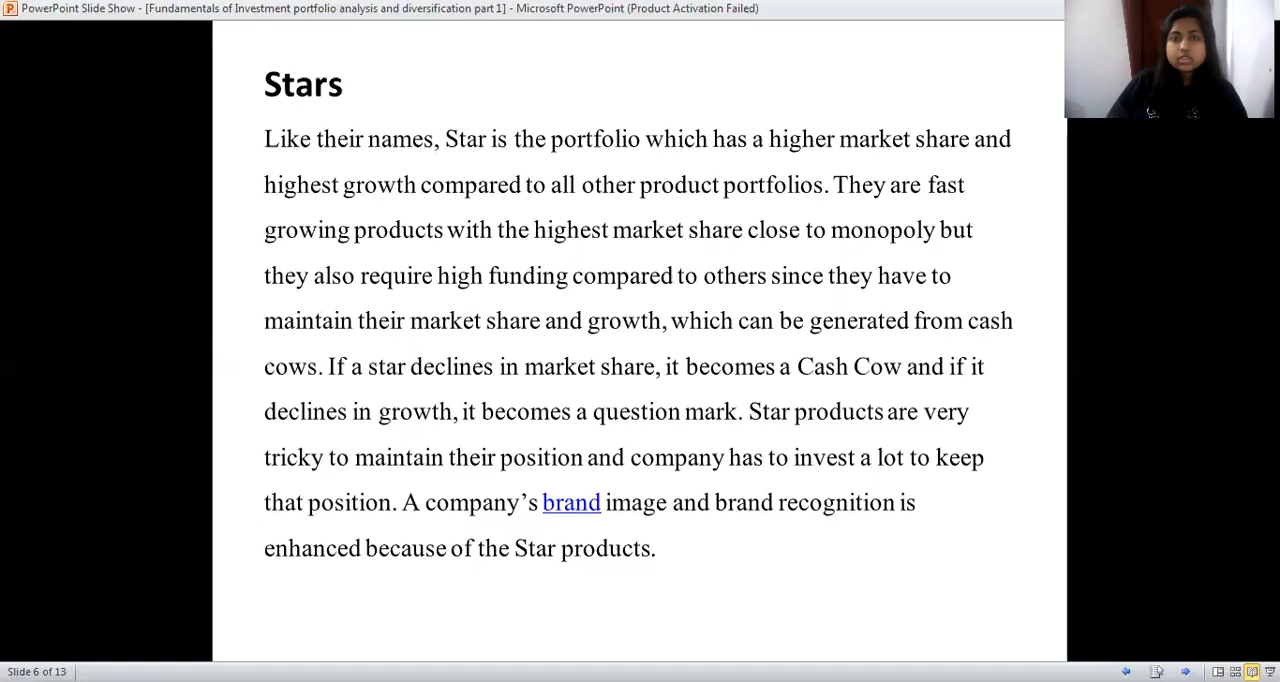 PowerPoint Slide Show - [Fundamentals of Investment portfolio analysis and diversification part 1] - Microsoft PowerPoint (Product Activation Failed)
Stars
Like their names, Star is the portfolio which has a higher market share and
highest growth compared to all other product portfolios. They are fast
growing products with the highest market share close to monopoly but
they also require high funding compared to others since they have to
maintain their market share and growth, which can be generated from cash
cows. If a star declines in market share, it becomes a Cash Cow and if it
declines in growth, it becomes a question mark. Star products are very
tricky to maintain their position and company has to invest a lot to keep
that position. A company’s brand image and brand recognition is
enhanced because of the Star products.
Slide 6 of 13